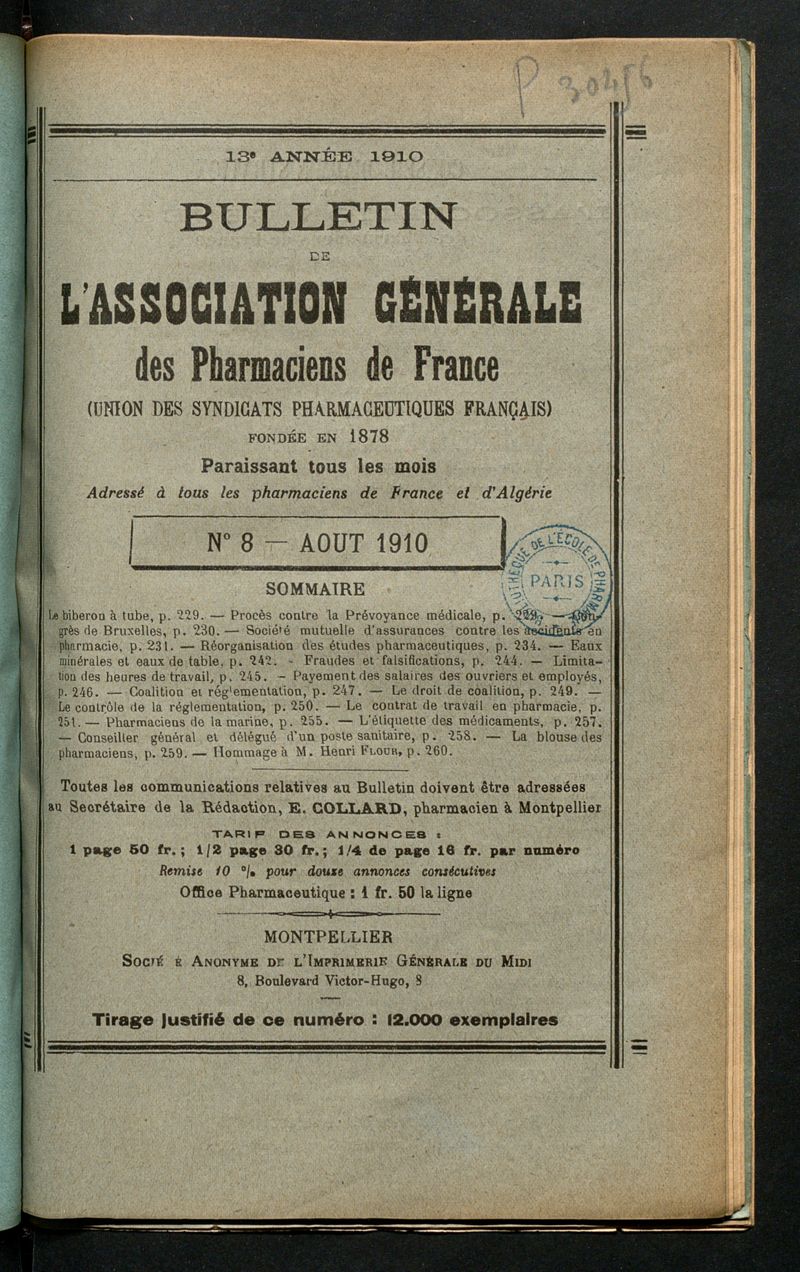 P 30456
13e ANNÉE 1910
BULLETIN
DE
L'ASSOCIATION GÉNÉRALE
des Pharmaciens de France
(UNION DES SYNDICATS PHARMACEUTIQUES FRANÇAIS)
FONDÉE EN 1878
Paraissant tous les mois
Adressé à tous les pharmaciens de France et d'Algérie
N° 8 — AOUT 1910
PARIS
SOMMAIRE
Le biberon à tube, p. 229. — Procès contre la Prévoyance médicale, p. 229. — Con-
grès de Bruxelles, p. 230. — Société mutuelle d'assurances contre les accidents en
pharmacie, p. 231. — Réorganisation des études pharmaceutiques, p. 234. — Eaux
minérales et eaux de table, p. 242. - Fraudes et falsifications, p. 244. — Limita-
tion des heures de travail, p. 245. - Payement des salaires des ouvriers et employés,
p. 246. — Coalition et réglementation, p. 247. — Le droit de coalition, p. 249. —
Le contrôle de la réglementation, p. 250. — Le contrat de travail en pharmacie, p.
251. — Pharmaciens de la marine, p. 255. — L'étiquette des médicaments, p. 257.
— Conseiller général et délégué d'un poste sanitaire, p. 258. — La blouse des
pharmaciens, p. 259. — Hommage à M. Henri FLOUR, p. 260.
Toutes les communications relatives au Bulletin doivent être adressées
au Secrétaire de la Rédaction, E. COLLARD, pharmacien à Montpellier
TARIF DES ANNONCES :
1 page 50 fr.; 1/2 page 30 fr.; 1/4 de page 16 fr. par numéro
Remise 10 °/o pour douze annonces consécutives
Office Pharmaceutique : 1 fr. 50 la ligne
MONTPELLIER
SOCIÉ É ANONYME DE L'IMPRIMERIE GÉNÉRALE DU MIDI
8, Boulevard Victor-Hugo, 8
Tirage justifié de ce numéro : 12.000 exemplaires